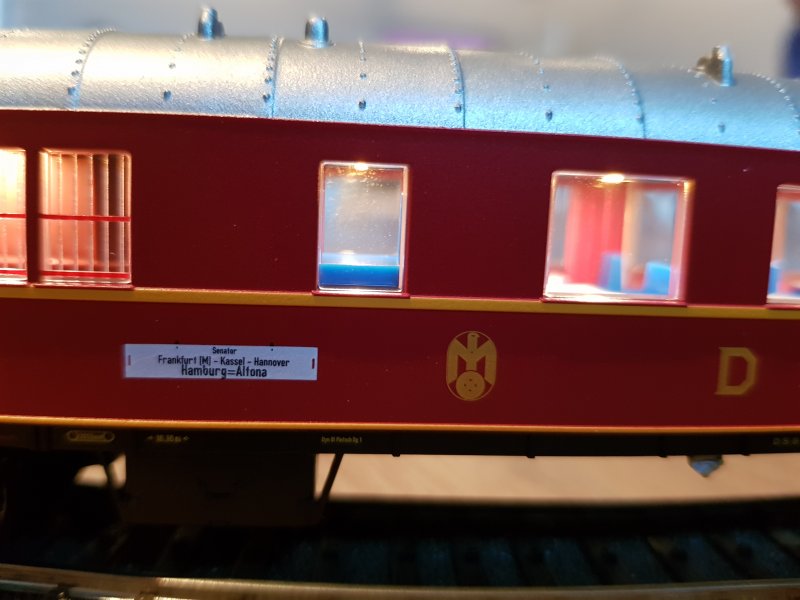 Senator
Frankfurt (M) - Kassel - Hannover
Hamburg=Altona
M
D